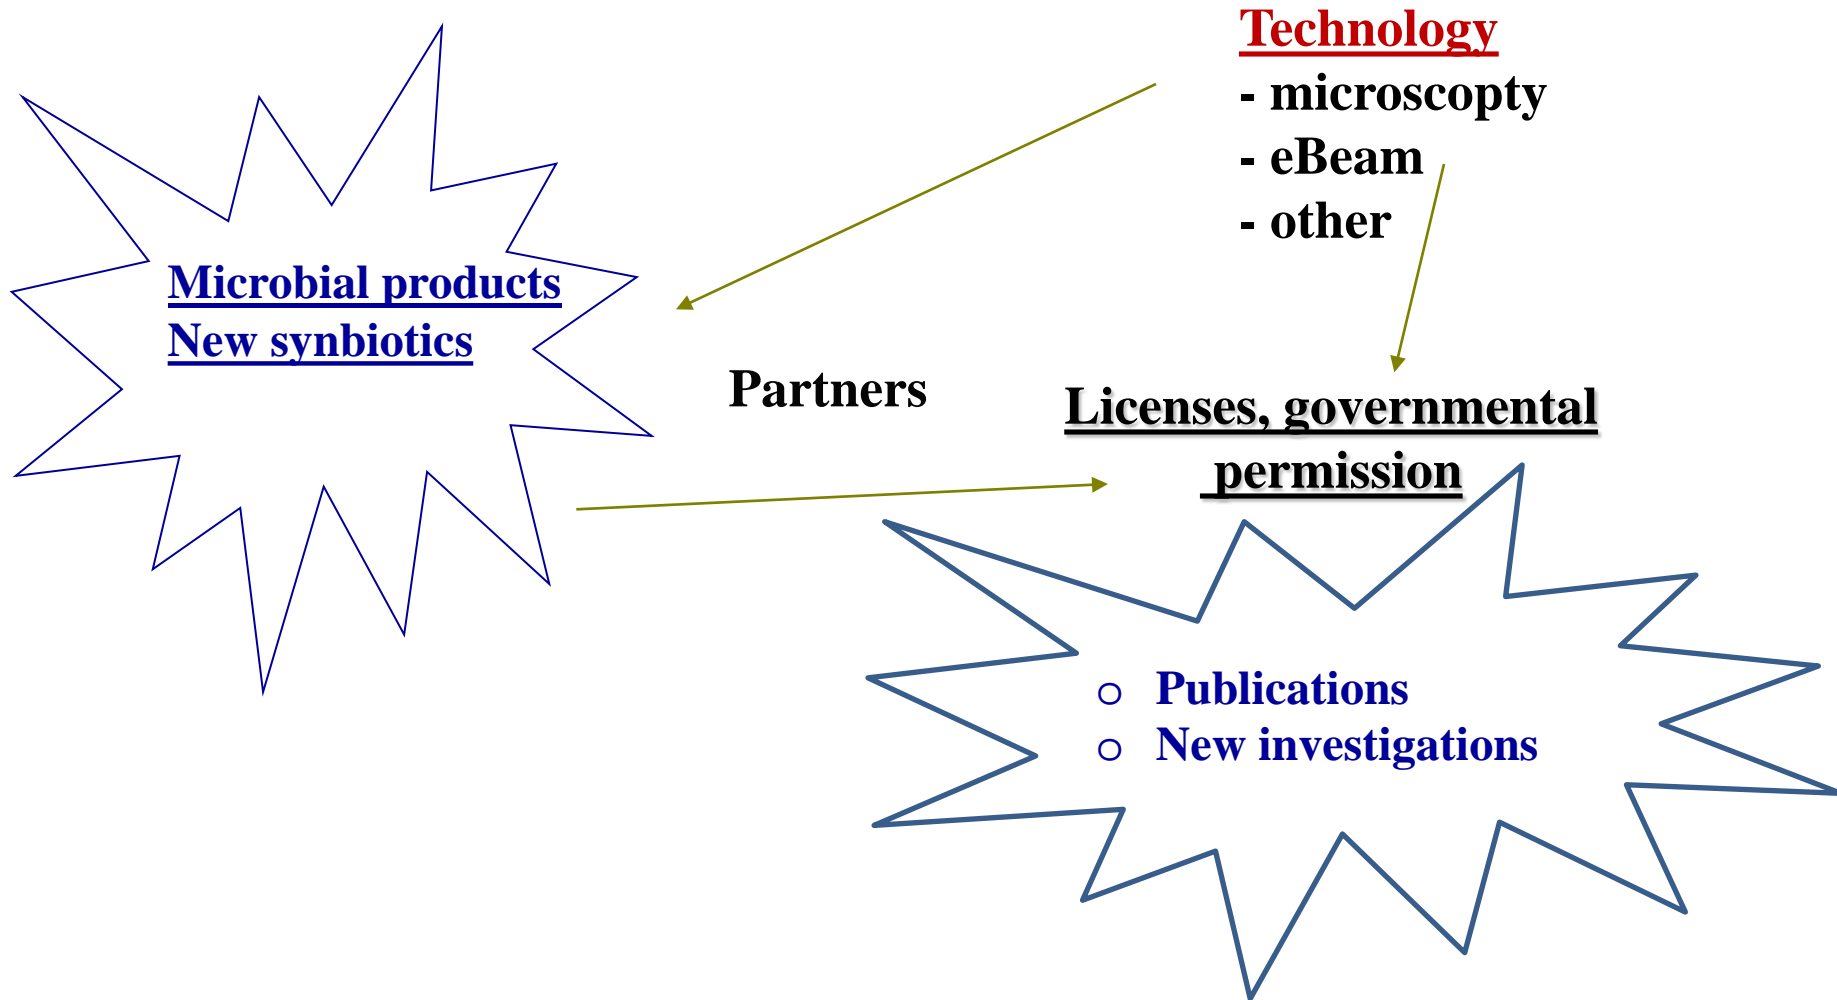 Technology
- microscopty
- eBeam
- other
Microbial products
New synbiotics
Partners
Licenses, governmental
permission
o Publications
o New investigations